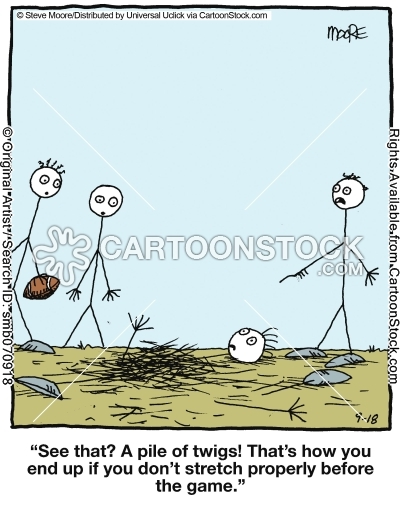 © Steve Moore/Distributed by Universal Uclick via CartoonStock.com
MOORE
© Original Artist / Search ID: smo070918
Rights Available from CartoonStock.com
CARTOONSTOCK
.COM
9-18
“See that? A pile of twigs! That’s how you
end up if you don’t stretch properly before
the game.”